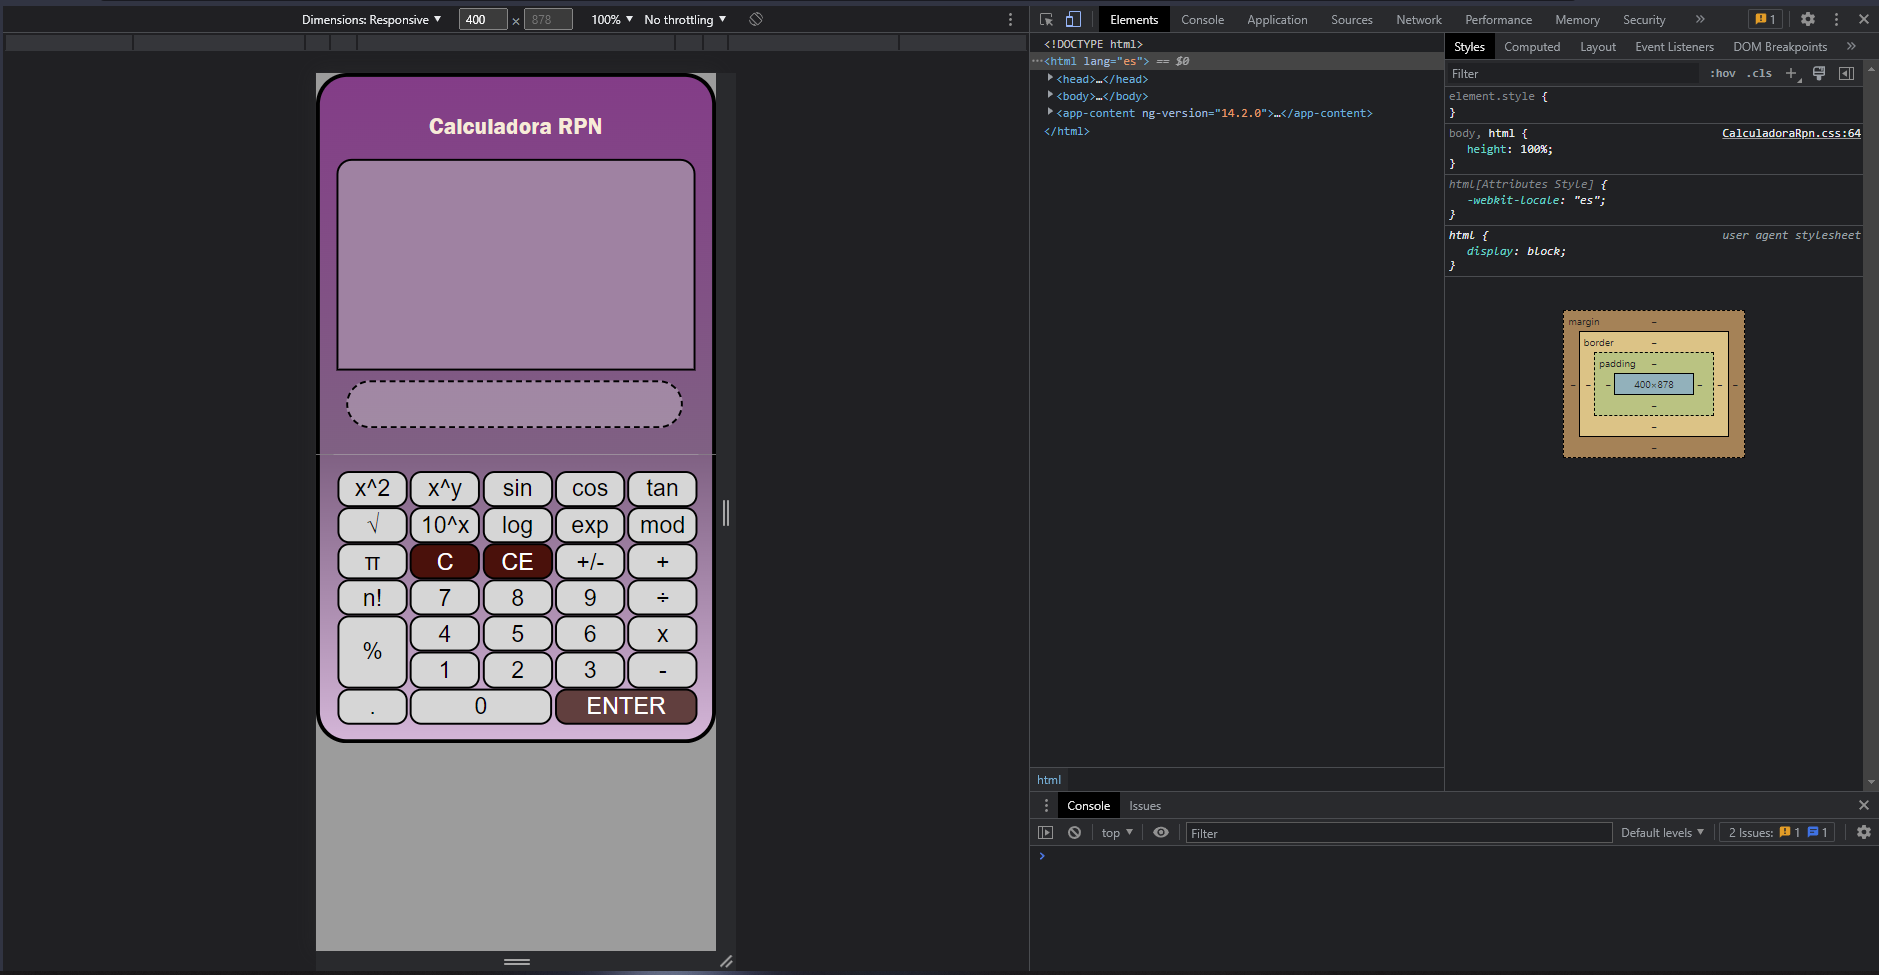 Dimensions: Responsive ▼ 400 × 878 100% ▼ No throttling ▼
Calculadora RPN
x^2 x^y sin cos tan
√ 10^x log exp mod
π C CE +/- +
n! 7 8 9 ÷
4 5 6 x
%
1 2 3 -
. 0 ENTER
Elements Console Application Sources Network Performance Memory Security » 1
<!DOCTYPE html>
···<html lang="es"> == $0
<head>…</head>
<body>…</body>
<app-content ng-version="14.2.0">…</app-content>
</html>
html
Styles Computed Layout Event Listeners DOM Breakpoints »
Filter :hov .cls +
element.style {
}
body, html { CalculadoraRpn.css:64
height: 100%;
}
html[Attributes Style] {
-webkit-locale: "es";
}
html { user agent stylesheet
display: block;
}
margin –
border –
padding –
– – – 400×878 – – –
–
–
–
Console Issues
top ▼ Filter Default levels ▼ 2 Issues: 1 1
›